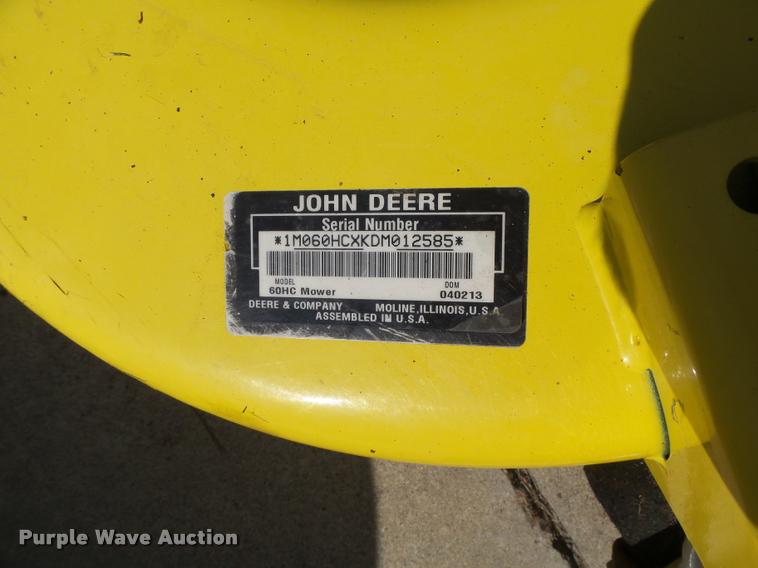 JOHN DEERE
Serial Number
*1M060HCXKDM012585*
MODEL DOM
60HC Mower 040213
DEERE & COMPANY MOLINE, ILLINOIS, U.S.A.
ASSEMBLED IN U.S.A.
Purple Wave Auction